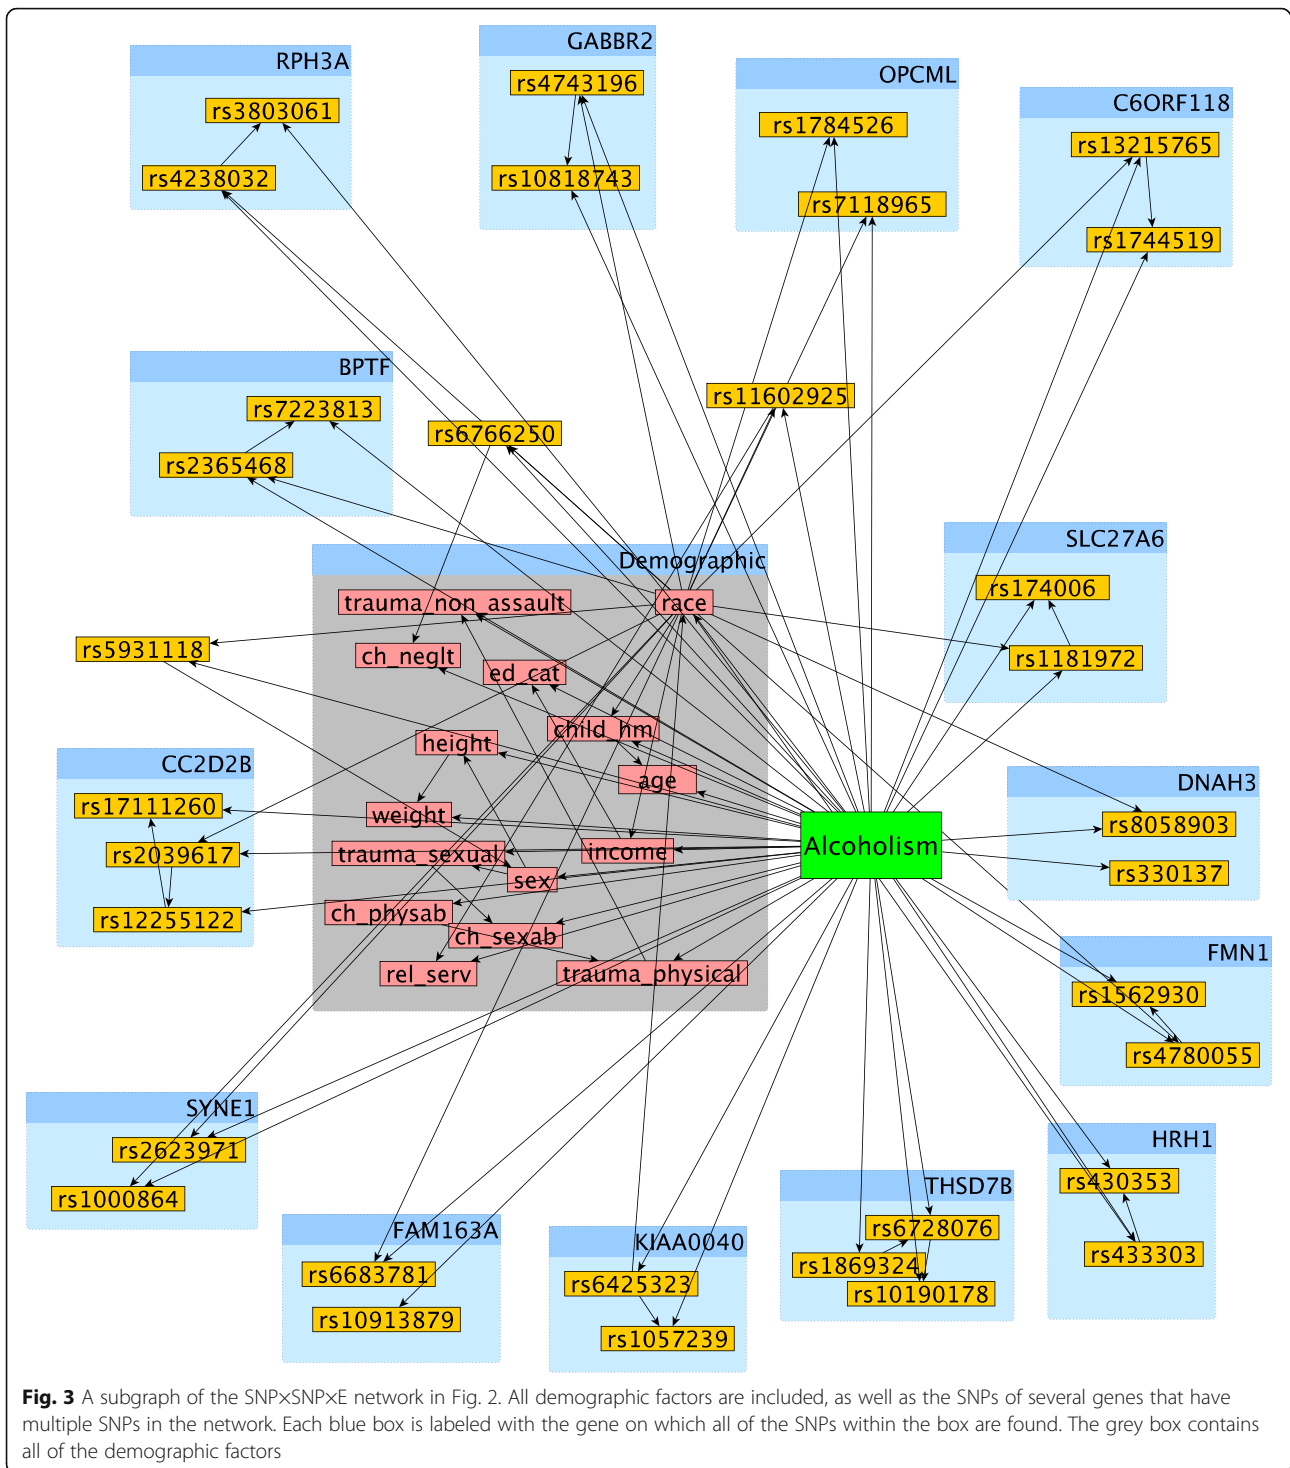 GABBR2
RPH3A
OPCML
rs4743196
C6ORF118
rs3803061
rs1784526
rs13215765
rs4238032
rs10818743
rs7118965
rs1744519
BPTF
rs11602925
rs7223813
rs6766250
rs2365468
SLC27A6
Demographic
rs174006
trauma_non_assault
race
rs5931118
ch_neglt
rs1181972
ed_cat
child_hm
height
CC2D2B
age
DNAH3
rs17111260
weight
rs8058903
rs2039617
trauma_sexual
income
Alcoholism
sex
rs330137
rs12255122
ch_physab
ch_sexab
FMN1
rel_serv
trauma_physical
rs1562930
rs4780055
SYNE1
HRH1
rs2623971
rs430353
rs1000864
THSD7B
FAM163A
rs6728076
KIAA0040
rs433303
rs6683781
rs6425323
rs1869324
rs10190178
rs10913879
rs1057239
Fig. 3 A subgraph of the SNP×SNP×E network in Fig. 2. All demographic factors are included, as well as the SNPs of several genes that have
multiple SNPs in the network. Each blue box is labeled with the gene on which all of the SNPs within the box are found. The grey box contains
all of the demographic factors